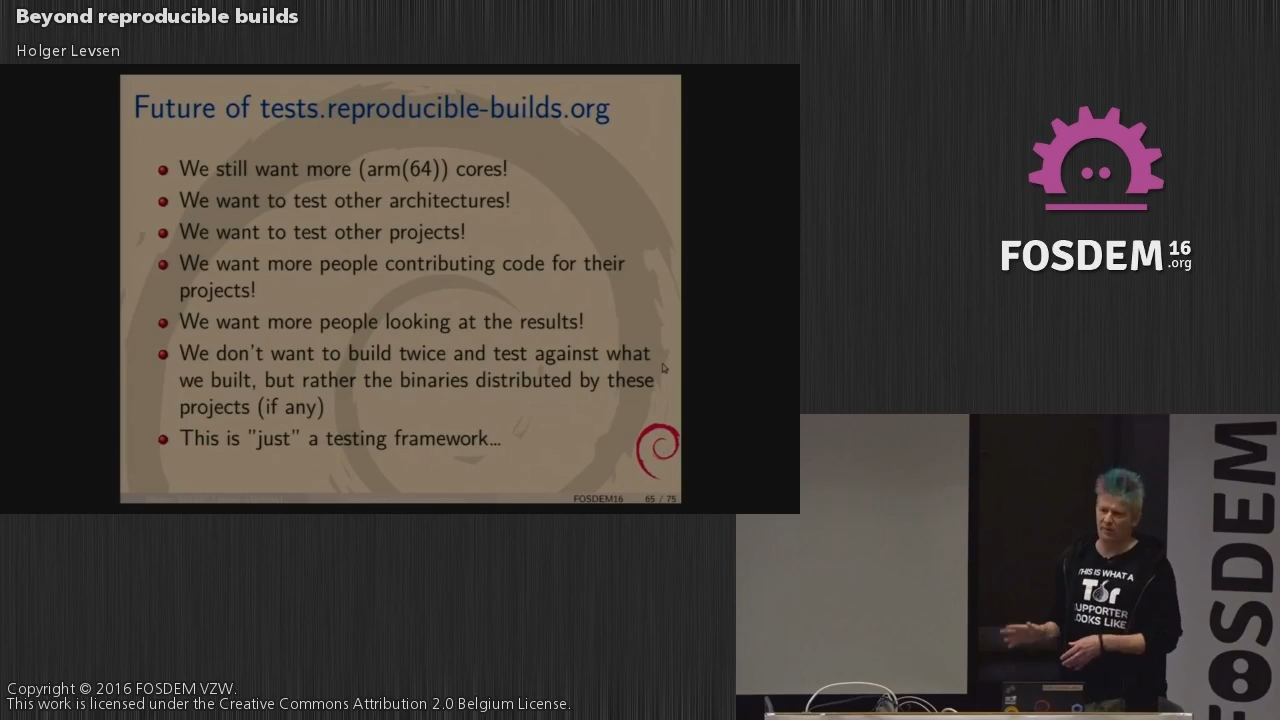 Beyond reproducible builds
Holger Levsen
Future of tests.reproducible-builds.org
We still want more (arm(64)) cores!
We want to test other architectures!
We want to test other projects!
We want more people contributing code for their
projects!
We want more people looking at the results!
We don't want to build twice and test against what
we built, but rather the binaries distributed by these
projects (if any)
This is "just" a testing framework...
FOSDEM16 65 / 75
FOSDEM 16
.org
THIS IS WHAT A
Tor
SUPPORTER
LOOKS LIKE
FOSDEM
Copyright © 2016 FOSDEM VZW.
This work is licensed under the Creative Commons Attribution 2.0 Belgium License.